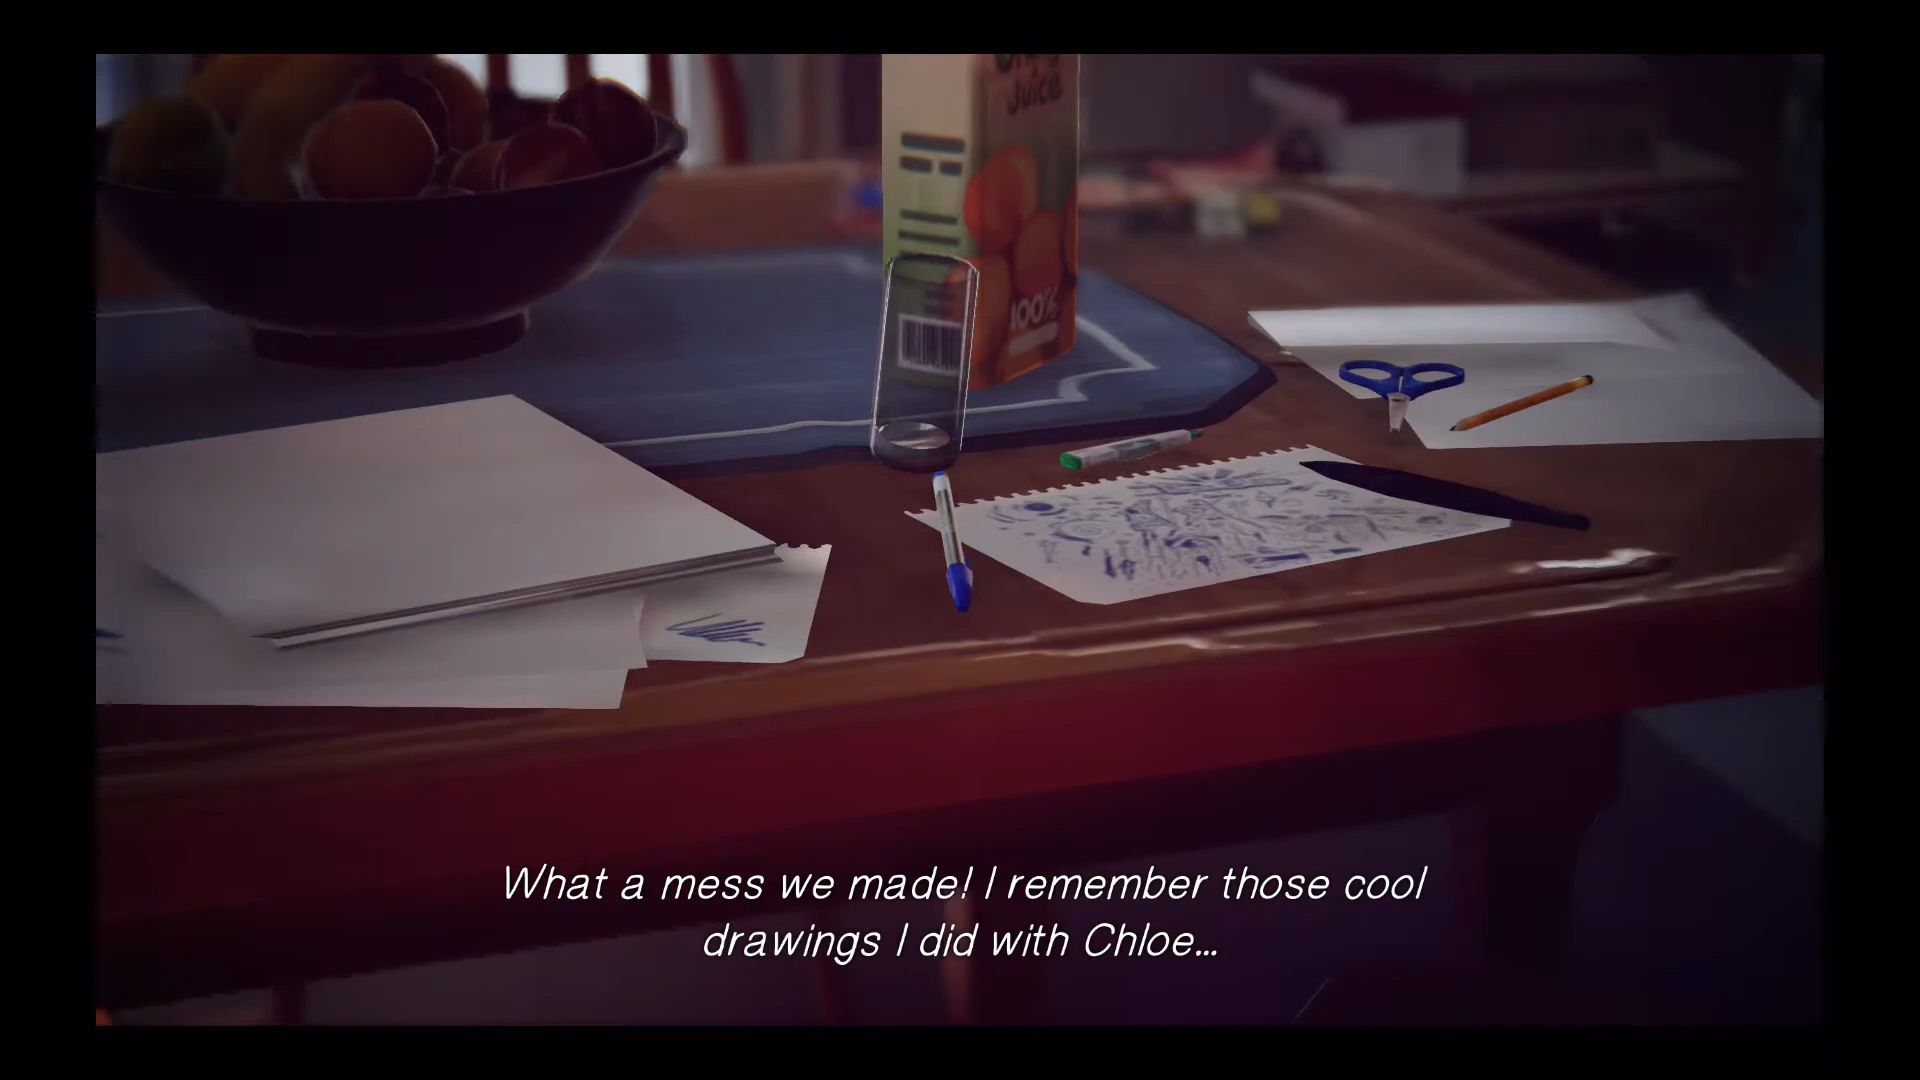 Juice
100%
What a mess we made! I remember those cool
drawings I did with Chloe...